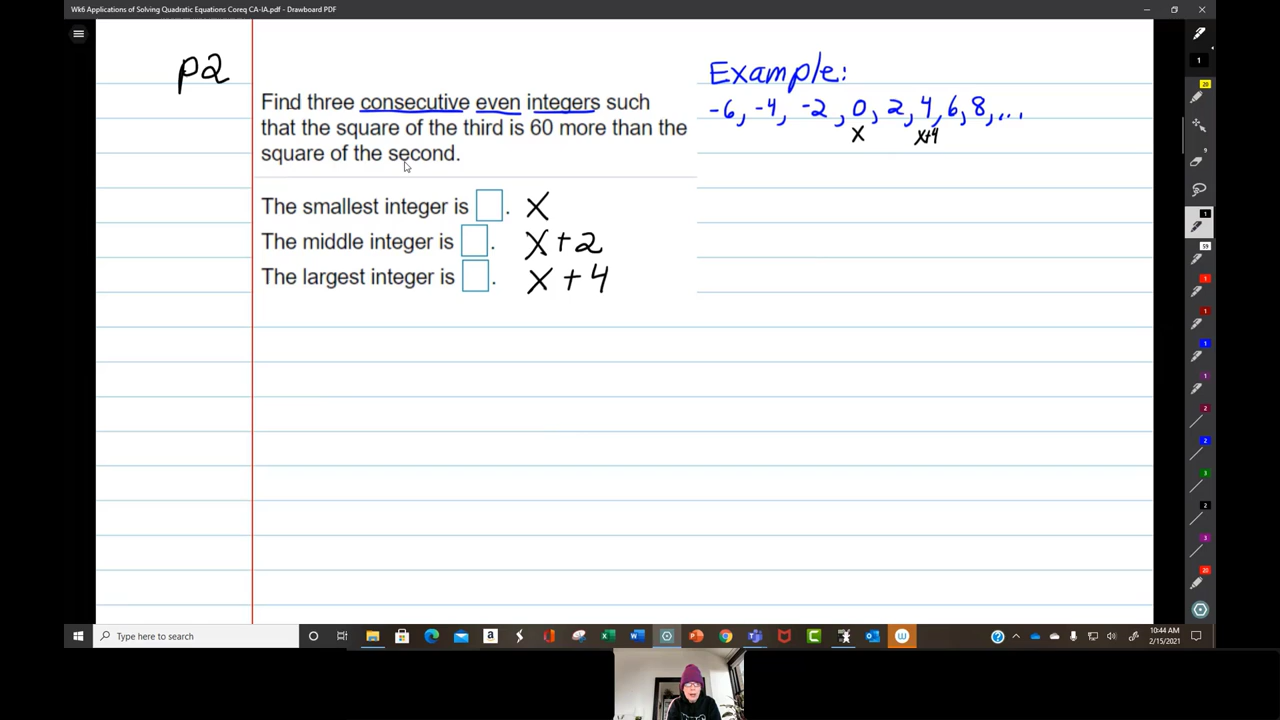 Wk6 Applications of Solving Quadratic Equations Coreq CA-IA.pdf - Drawboard PDF
p2
Example:
-6, -4, -2, 0, 2, 4, 6, 8, ...
x x+4
Find three consecutive even integers such
that the square of the third is 60 more than the
square of the second.
The smallest integer is . x
The middle integer is . x+2
The largest integer is . x+4
Type here to search
10:44 AM
2/15/2021